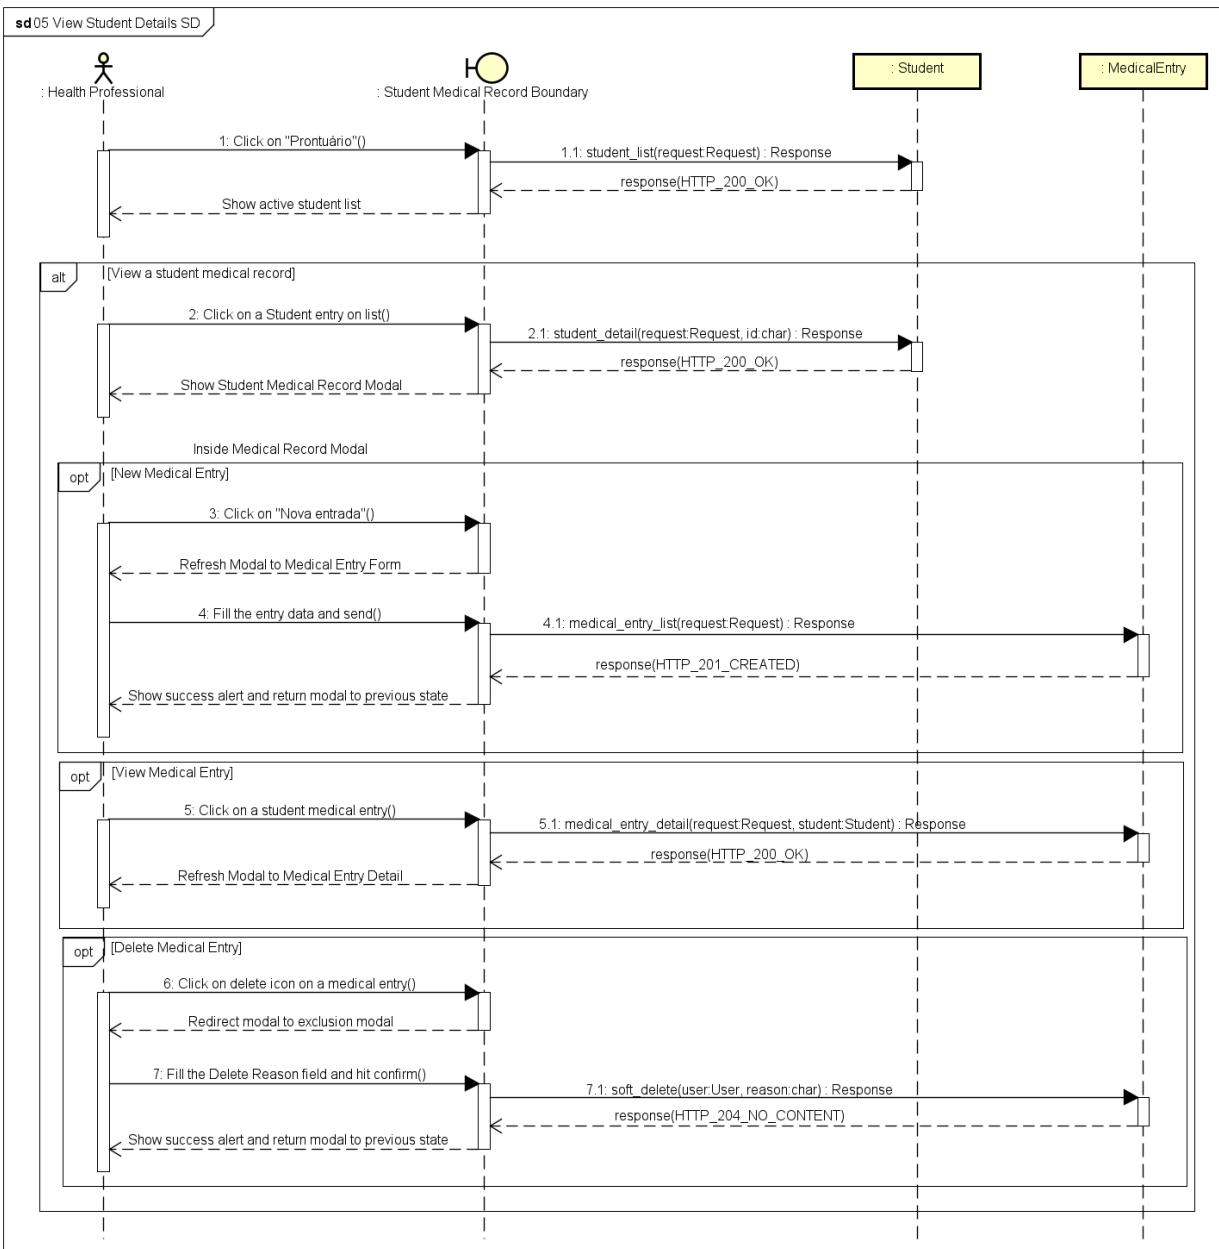 sd 05 View Student Details SD
: Health Professional
: Student Medical Record Boundary
: Student
: MedicalEntry
1: Click on "Prontuário"()
1.1: student_list(request:Request) : Response
response(HTTP_200_OK)
Show active student list
alt
[View a student medical record]
2: Click on a Student entry on list()
2.1: student_detail(request:Request, id:char) : Response
response(HTTP_200_OK)
Show Student Medical Record Modal
Inside Medical Record Modal
opt
[New Medical Entry]
3: Click on "Nova entrada"()
Refresh Modal to Medical Entry Form
4: Fill the entry data and send()
4.1: medical_entry_list(request:Request) : Response
response(HTTP_201_CREATED)
Show success alert and return modal to previous state
opt
[View Medical Entry]
5: Click on a student medical entry()
5.1: medical_entry_detail(request:Request, student:Student) : Response
response(HTTP_200_OK)
Refresh Modal to Medical Entry Detail
opt
[Delete Medical Entry]
6: Click on delete icon on a medical entry()
Redirect modal to exclusion modal
7: Fill the Delete Reason field and hit confirm()
7.1: soft_delete(user:User, reason:char) : Response
response(HTTP_204_NO_CONTENT)
Show success alert and return modal to previous state